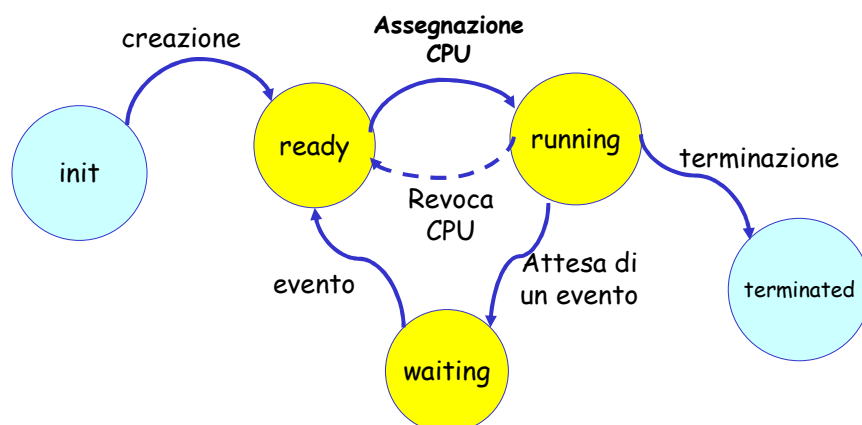 creazione
Assegnazione
CPU
init
ready
running
terminazione
Revoca
CPU
evento
Attesa di
un evento
terminated
waiting